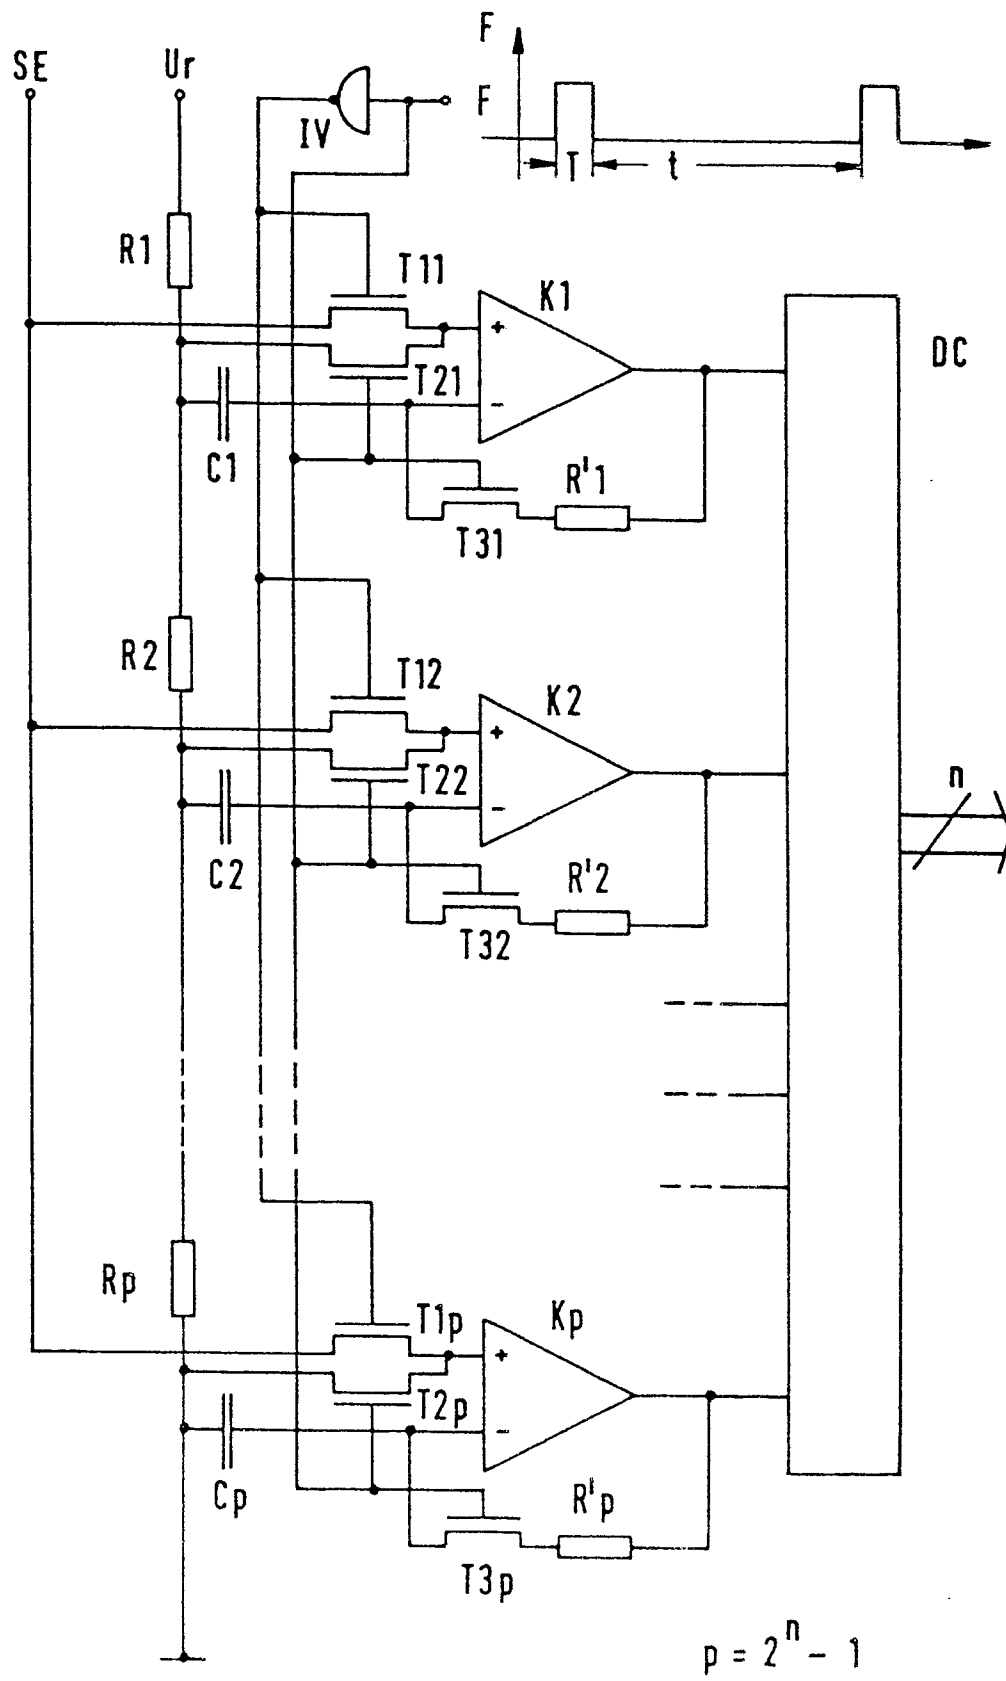 F
SE
Ur
F
IV
T
t
R1
T11
K1
+
DC
T21
-
C1
R'1
T31
R2
T12
K2
+
T22
n
-
C2
R'2
T32
Rp
T1p
Kp
+
T2p
-
Cp
R'p
T3p
p = 2ⁿ - 1